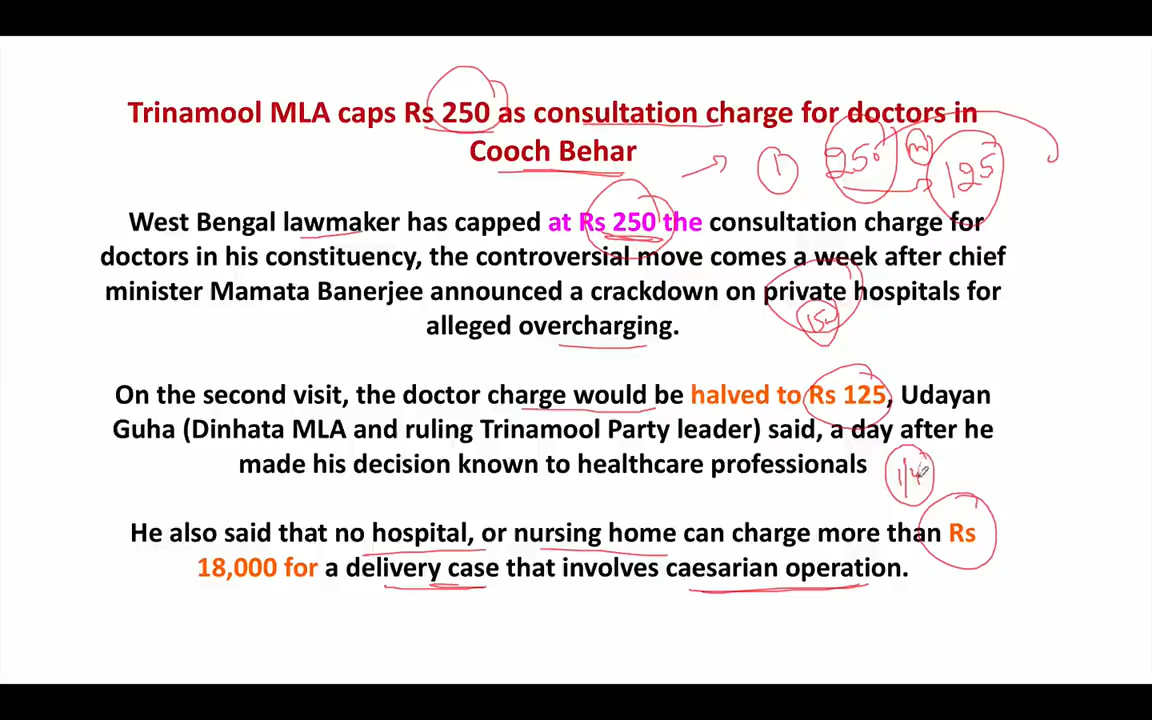 Trinamool MLA caps Rs 250 as consultation charge for doctors in
Cooch Behar
1 250 125
West Bengal lawmaker has capped at Rs 250 the consultation charge for
doctors in his constituency, the controversial move comes a week after chief
minister Mamata Banerjee announced a crackdown on private hospitals for
alleged overcharging.
On the second visit, the doctor charge would be halved to Rs 125, Udayan
Guha (Dinhata MLA and ruling Trinamool Party leader) said, a day after he
made his decision known to healthcare professionals
He also said that no hospital, or nursing home can charge more than Rs
18,000 for a delivery case that involves caesarian operation.